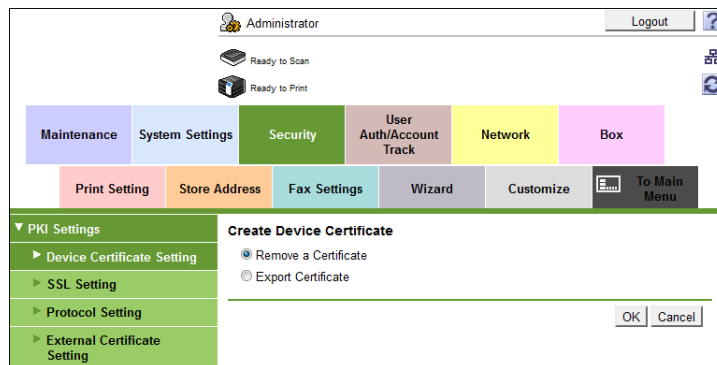 Administrator
Logout
?
Ready to Scan
Ready to Print
Maintenance
System Settings
Security
User
Auth/Account
Track
Network
Box
Print Setting
Store Address
Fax Settings
Wizard
Customize
To Main
Menu
▼ PKI Settings
Device Certificate Setting
SSL Setting
Protocol Setting
External Certificate
Setting
Create Device Certificate
Remove a Certificate
Export Certificate
OK
Cancel